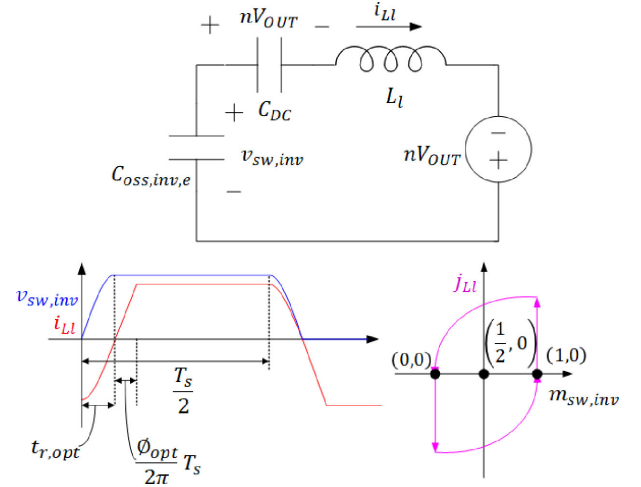 + nV_OUT − i_Ll
+ C_DC L_l
C_oss,inv,e v_sw,inv nV_OUT − +
−
v_sw,inv
i_Ll
T_s/2
t_r,opt
Ø_opt/2π T_s
j_Ll
(0,0) (1/2, 0) (1,0)
m_sw,inv